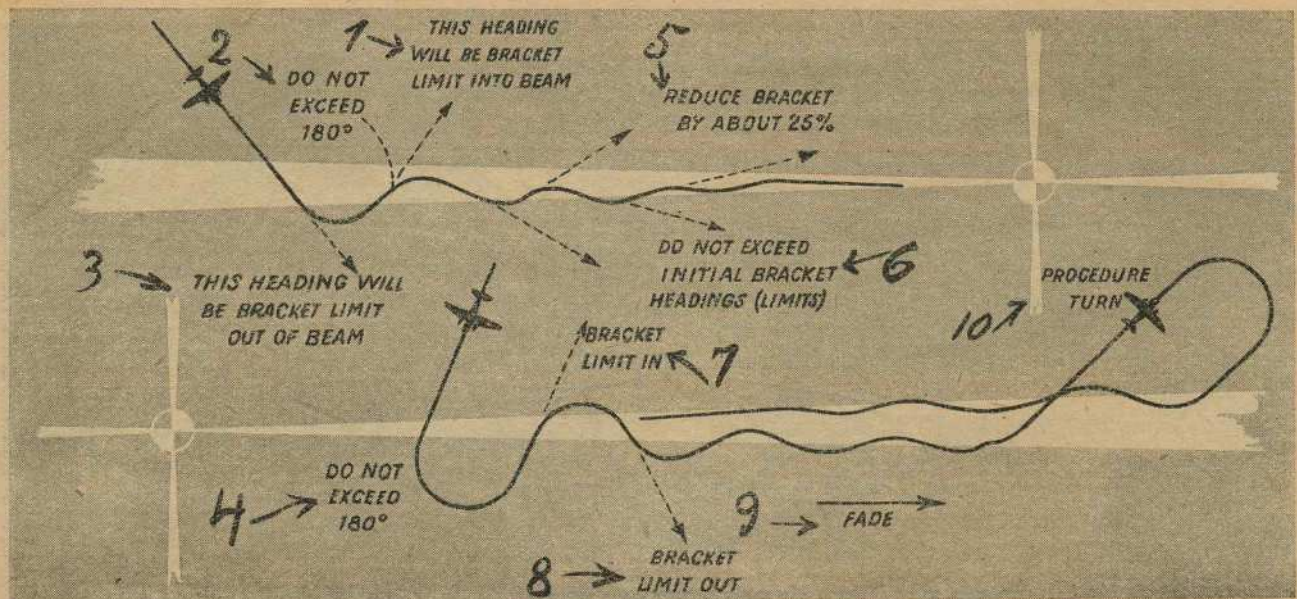 1
THIS HEADING
WILL BE BRACKET
LIMIT INTO BEAM
2
DO NOT
EXCEED
180°
5
REDUCE BRACKET
BY ABOUT 25%
3
THIS HEADING WILL
BE BRACKET LIMIT
OUT OF BEAM
DO NOT EXCEED
INITIAL BRACKET
HEADINGS (LIMITS)
6
PROCEDURE
TURN
10
BRACKET
LIMIT IN
7
4
DO NOT
EXCEED
180°
9
FADE
8
BRACKET
LIMIT OUT